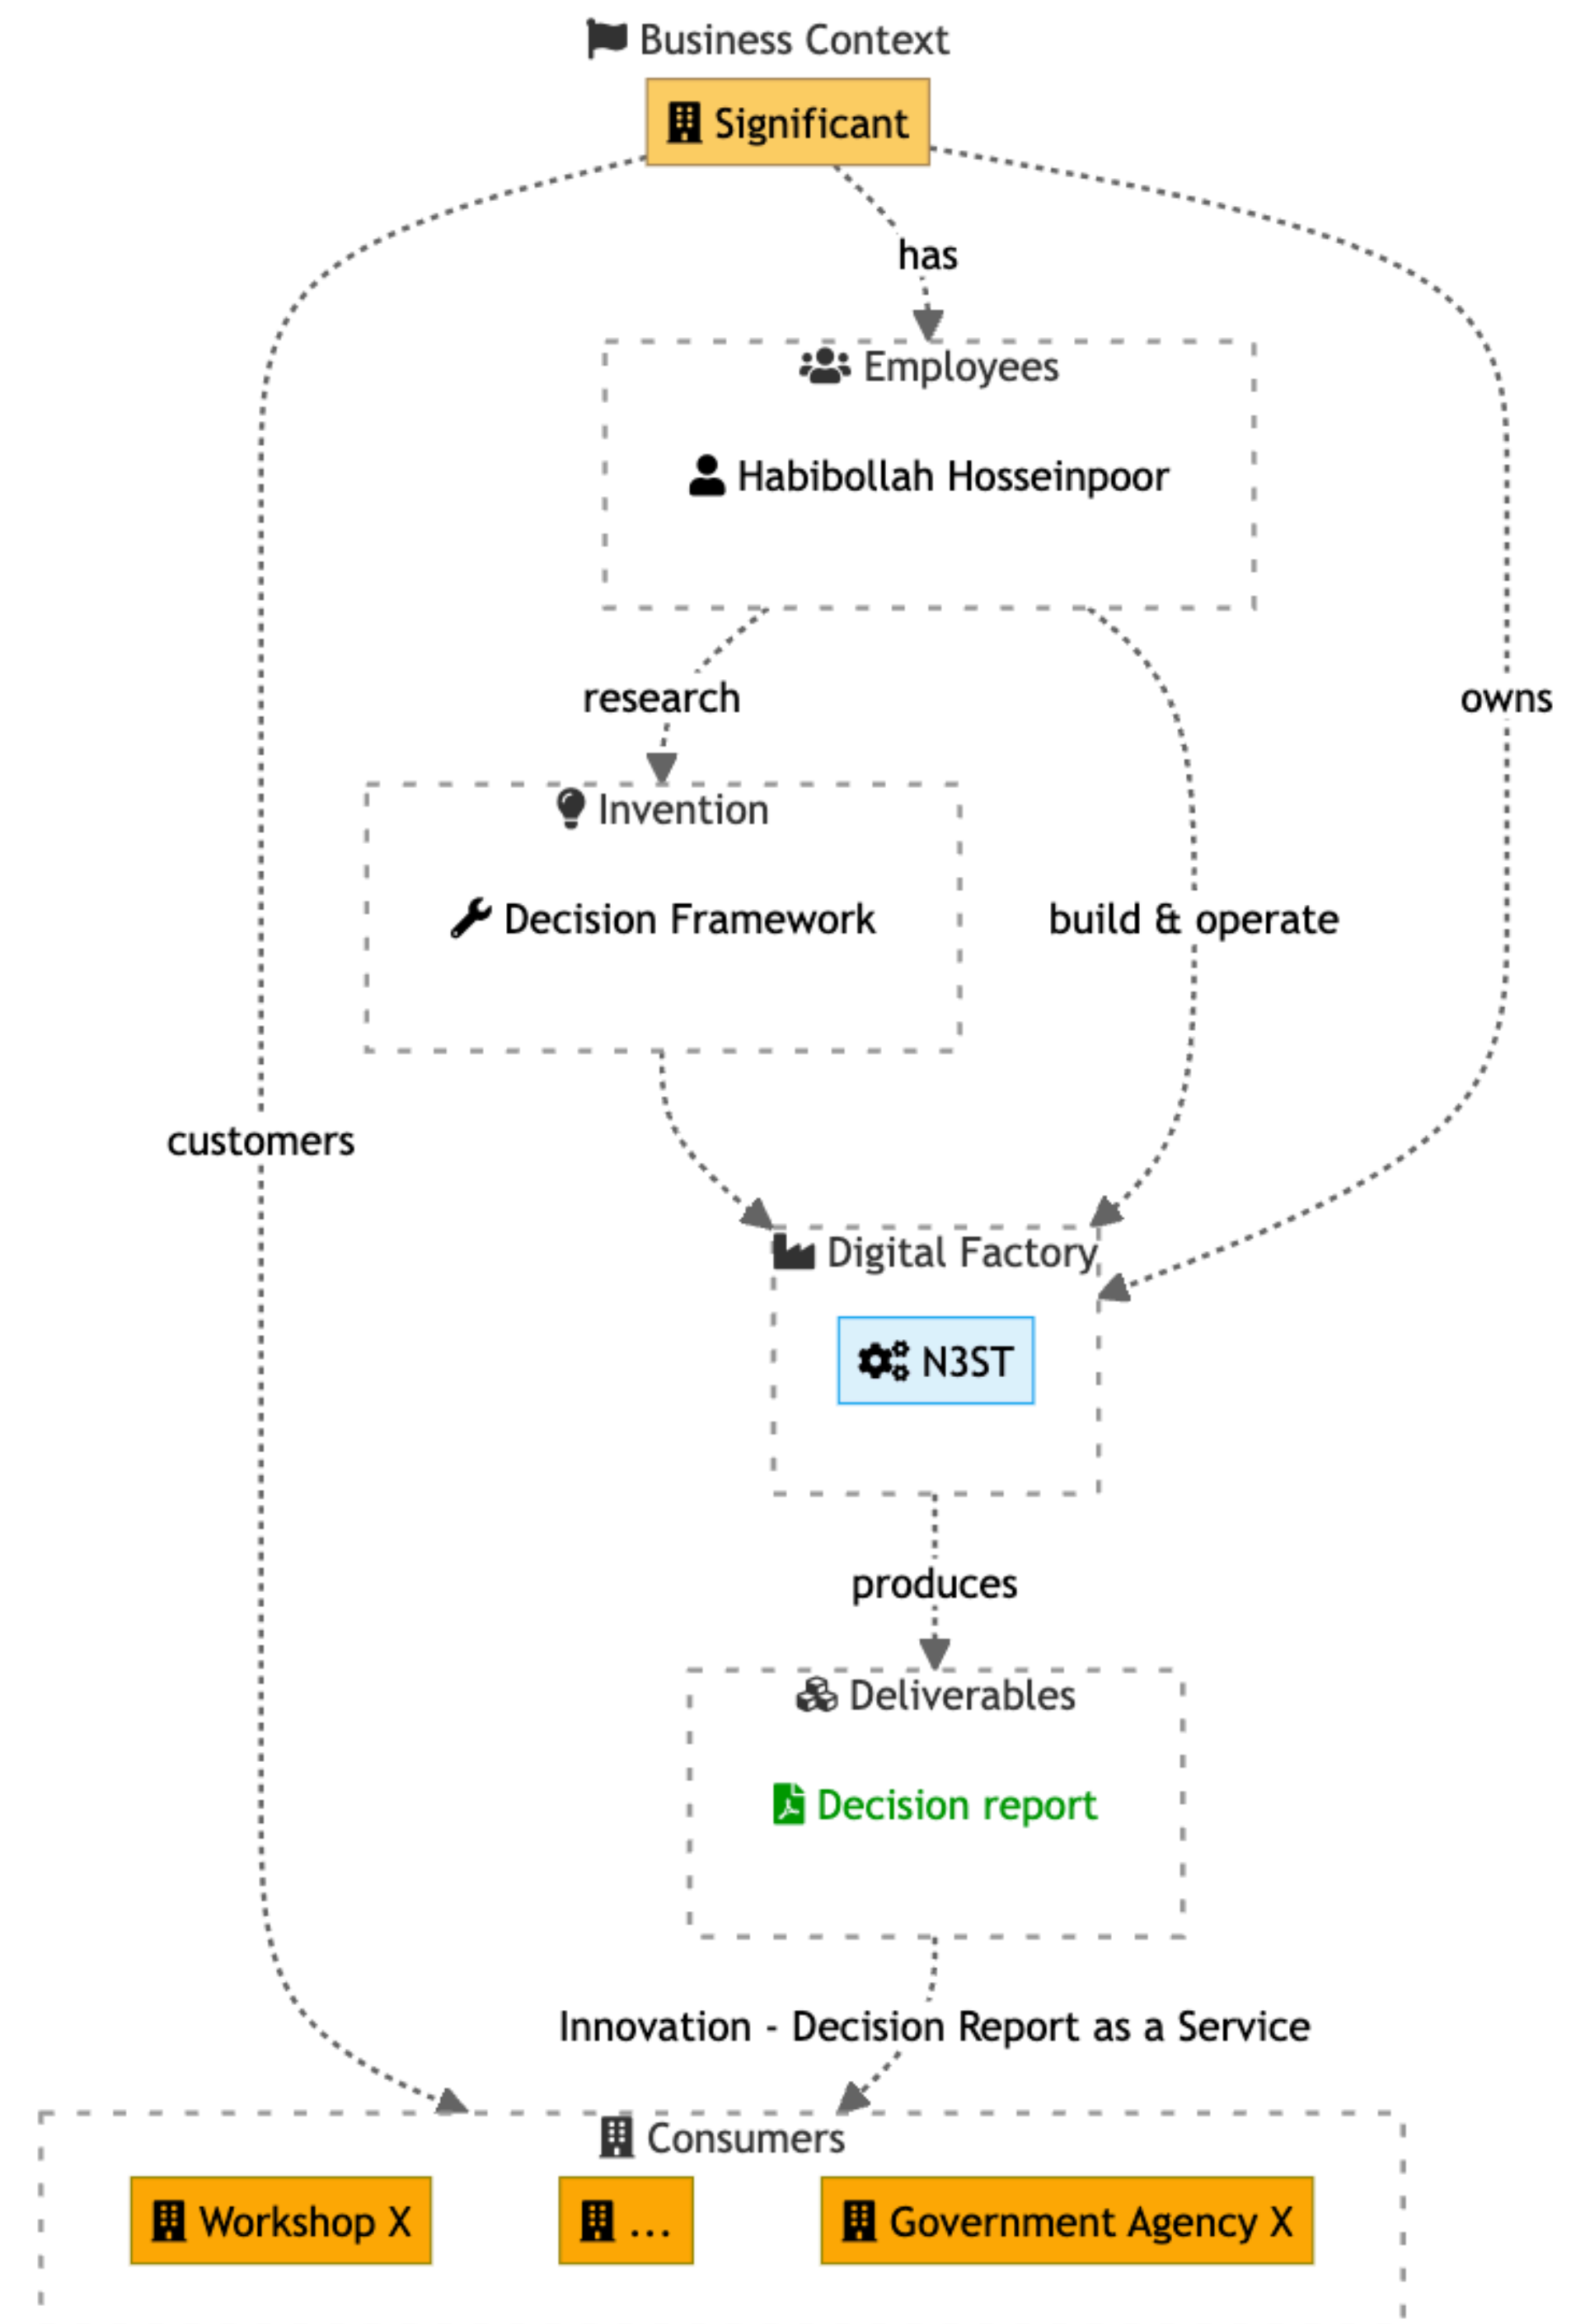 Business Context
Significant
has
Employees
Habibollah Hosseinpoor
research
owns
Invention
Decision Framework
build & operate
customers
Digital Factory
N3ST
produces
Deliverables
Decision report
Innovation - Decision Report as a Service
Consumers
Workshop X
...
Government Agency X